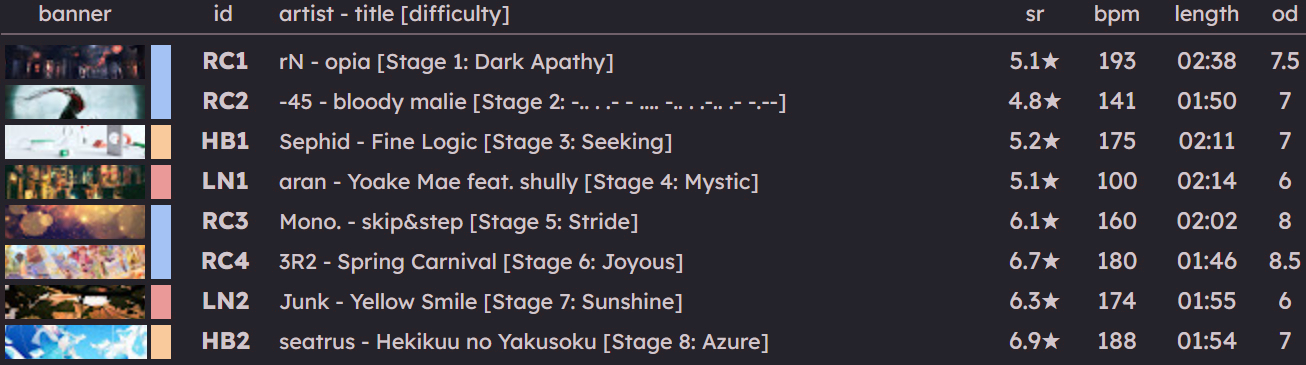 banner id artist - title [difficulty] sr bpm length od
RC1 rN - opia [Stage 1: Dark Apathy] 5.1★ 193 02:38 7.5
RC2 -45 - bloody malie [Stage 2: -.. . .- - .... -.. . .-.. .- -.--] 4.8★ 141 01:50 7
HB1 Sephid - Fine Logic [Stage 3: Seeking] 5.2★ 175 02:11 7
LN1 aran - Yoake Mae feat. shully [Stage 4: Mystic] 5.1★ 100 02:14 6
RC3 Mono. - skip&step [Stage 5: Stride] 6.1★ 160 02:02 8
RC4 3R2 - Spring Carnival [Stage 6: Joyous] 6.7★ 180 01:46 8.5
LN2 Junk - Yellow Smile [Stage 7: Sunshine] 6.3★ 174 01:55 6
HB2 seatrus - Hekikuu no Yakusoku [Stage 8: Azure] 6.9★ 188 01:54 7